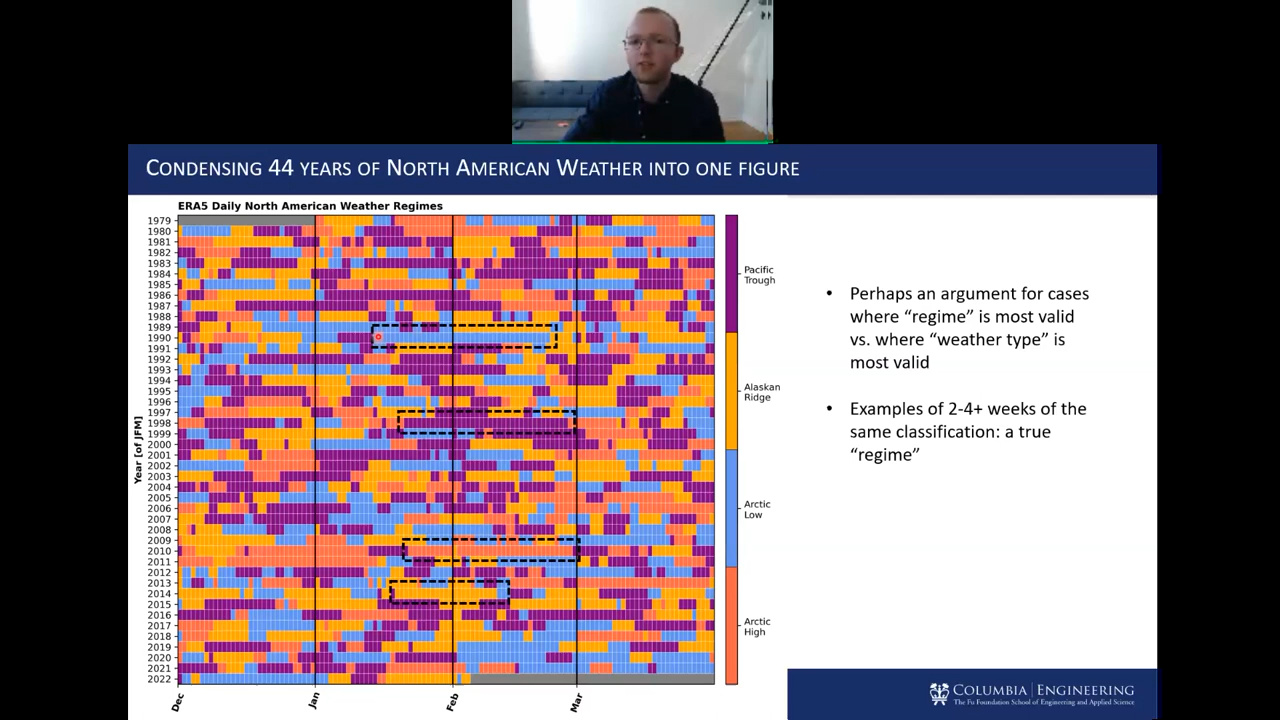 CONDENSING 44 YEARS OF NORTH AMERICAN WEATHER INTO ONE FIGURE
ERA5 Daily North American Weather Regimes
Year [of JFM]
1979
1980
1981
1982
1983
1984
1985
1986
1987
1988
1989
1990
1991
1992
1993
1994
1995
1996
1997
1998
1999
2000
2001
2002
2003
2004
2005
2006
2007
2008
2009
2010
2011
2012
2013
2014
2015
2016
2017
2018
2019
2020
2021
2022
Dec
Jan
Feb
Mar
Pacific
Trough
Alaskan
Ridge
Arctic
Low
Arctic
High
• Perhaps an argument for cases
where “regime” is most valid
vs. where “weather type” is
most valid
• Examples of 2-4+ weeks of the
same classification: a true
“regime”
COLUMBIA | ENGINEERING
The Fu Foundation School of Engineering and Applied Science